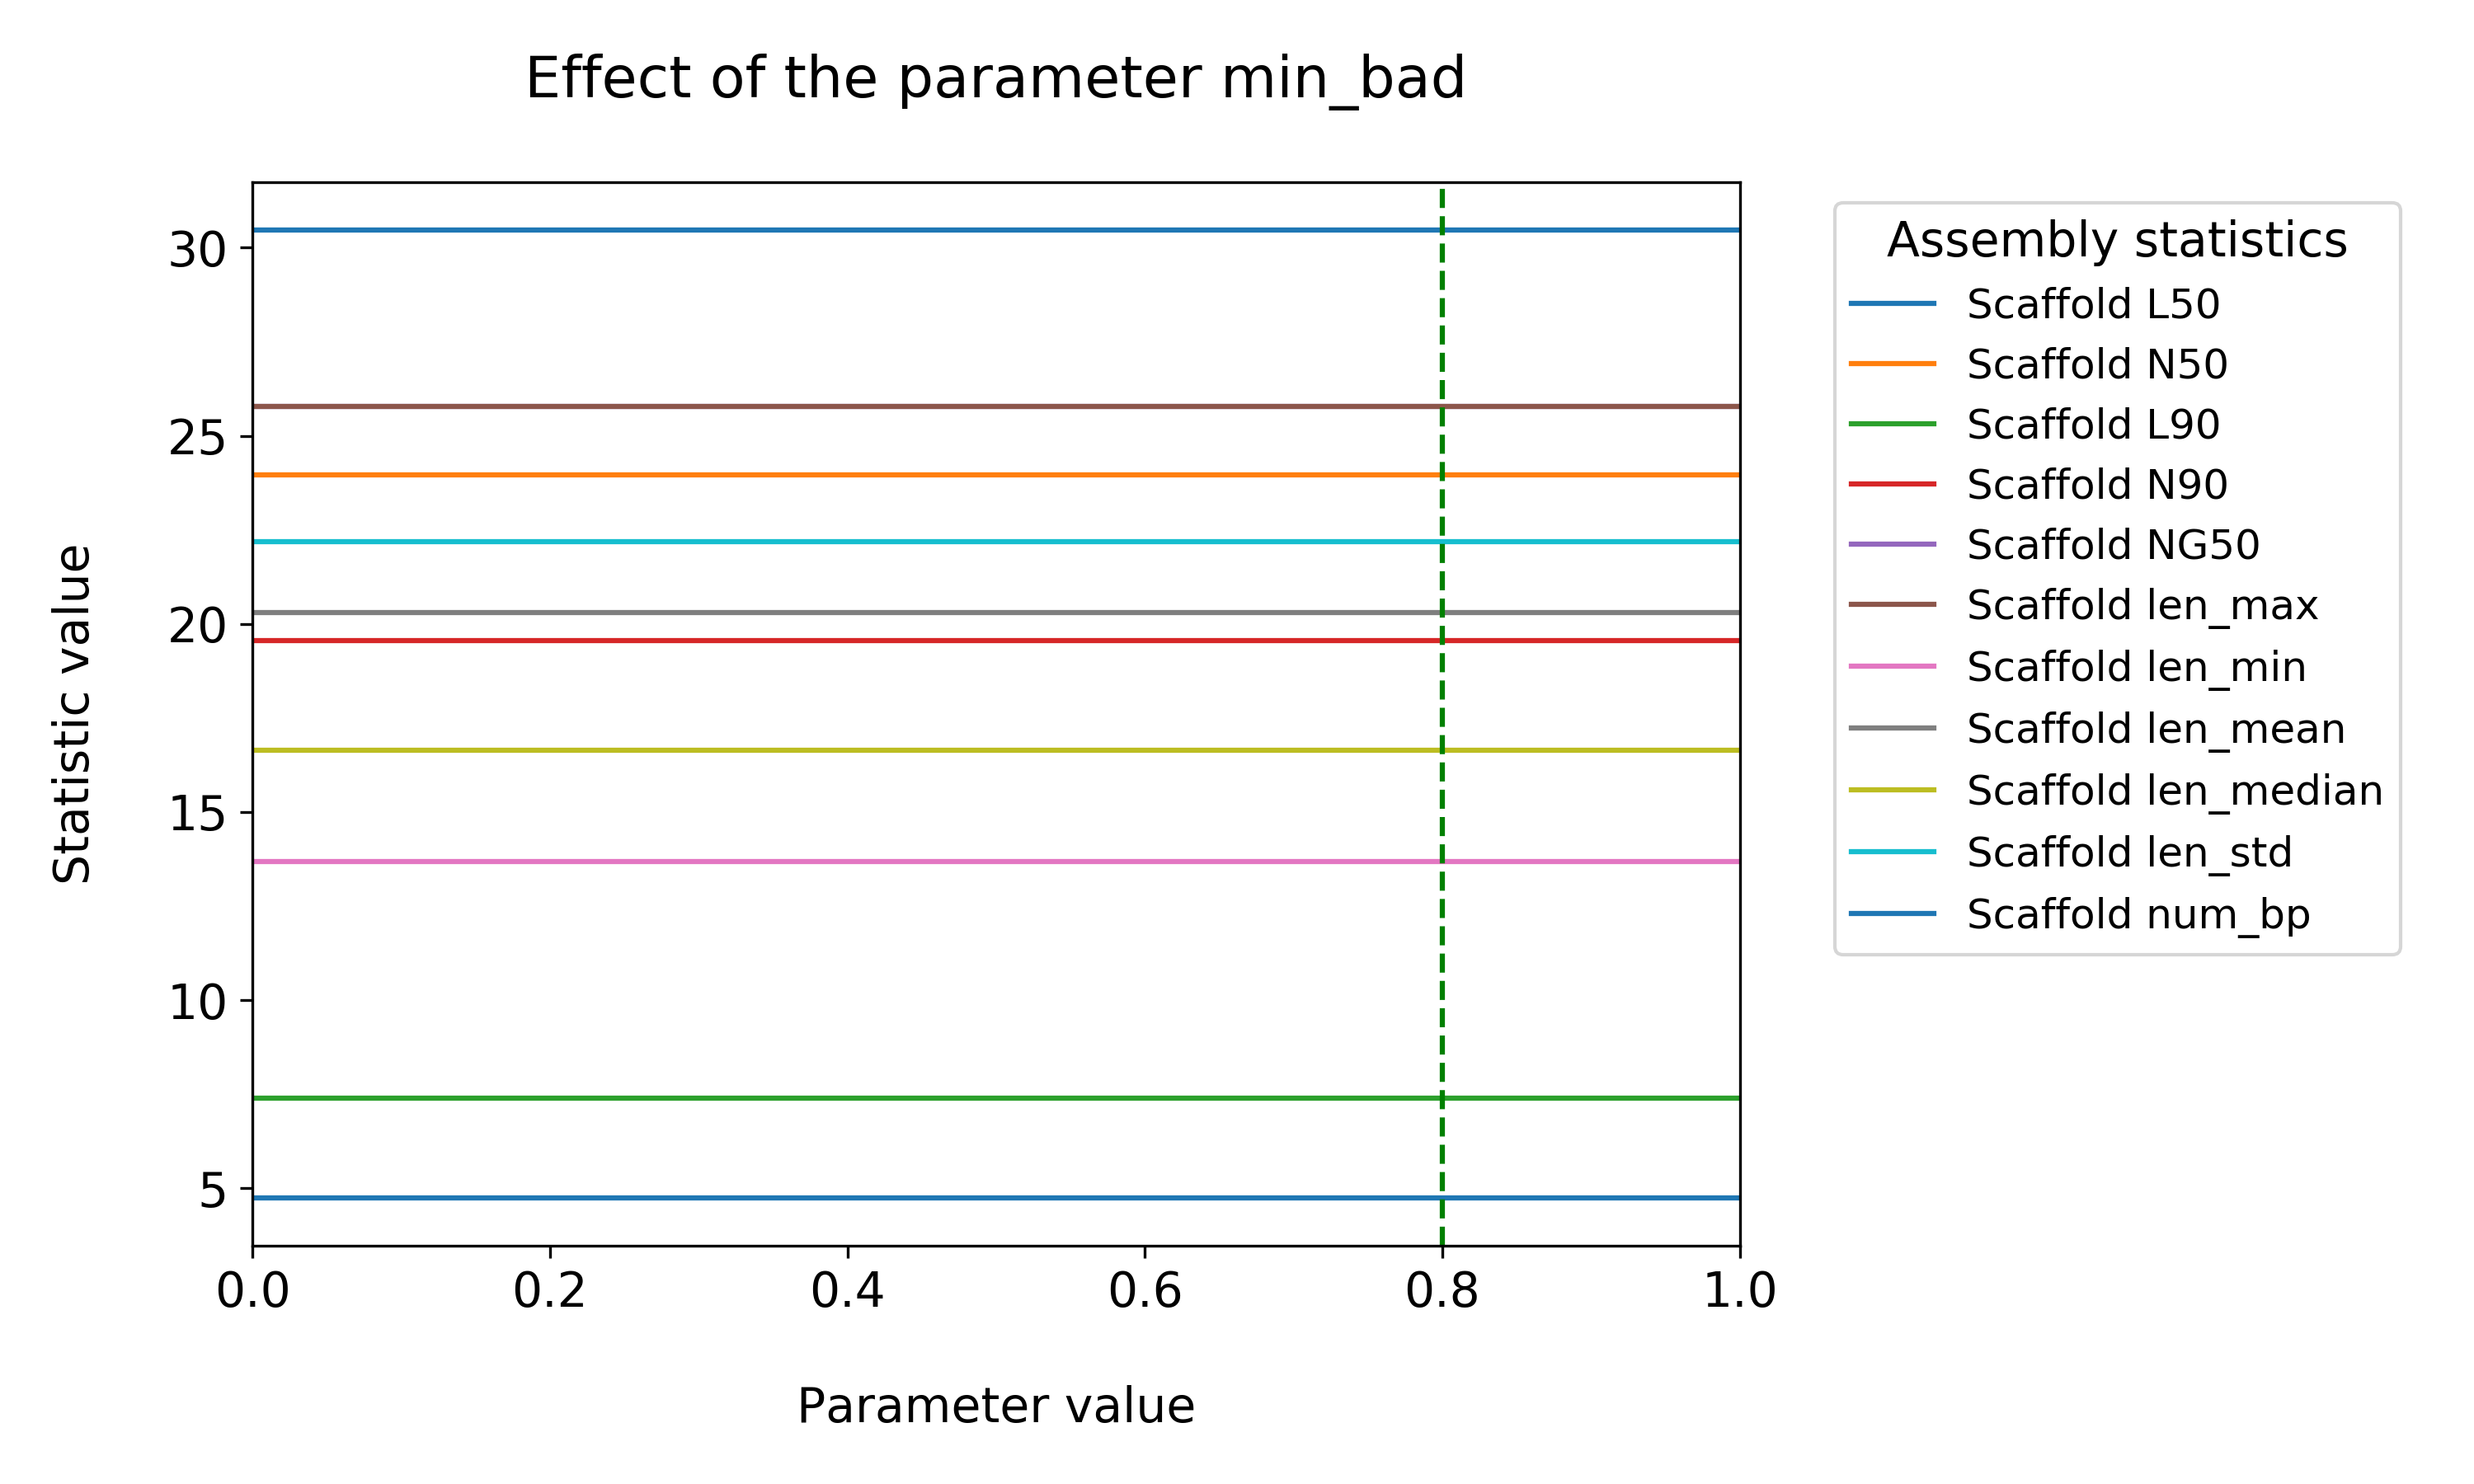 Effect of the parameter min_bad
Statistic value
30
25
20
15
10
5
0.0 0.2 0.4 0.6 0.8 1.0
Parameter value
Assembly statistics
Scaffold L50
Scaffold N50
Scaffold L90
Scaffold N90
Scaffold NG50
Scaffold len_max
Scaffold len_min
Scaffold len_mean
Scaffold len_median
Scaffold len_std
Scaffold num_bp